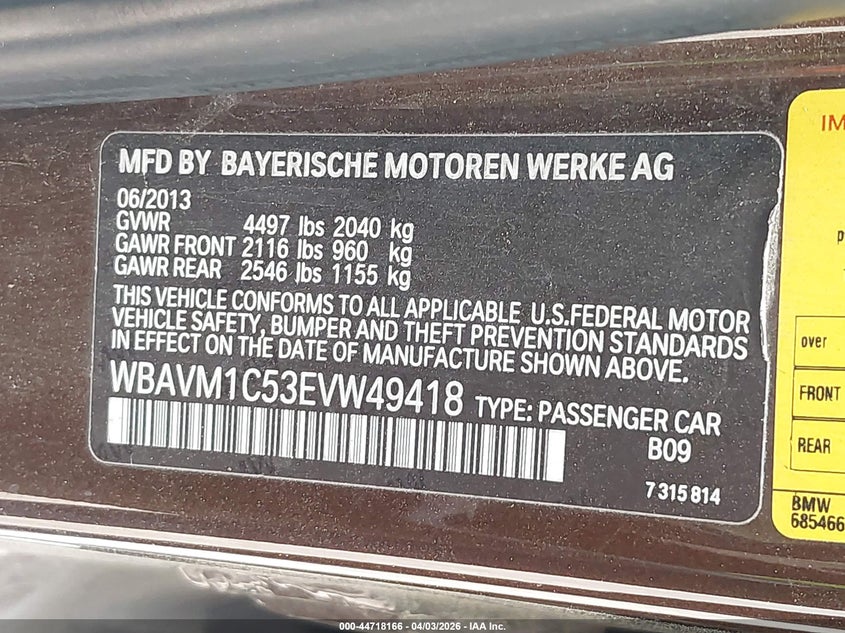 MFD BY BAYERISCHE MOTOREN WERKE AG
06/2013
GVWR 4497 lbs 2040 kg
GAWR FRONT 2116 lbs 960 kg
GAWR REAR 2546 lbs 1155 kg
THIS VEHICLE CONFORMS TO ALL APPLICABLE U.S.FEDERAL MOTOR
VEHICLE SAFETY, BUMPER AND THEFT PREVENTION STANDARDS
IN EFFECT ON THE DATE OF MANUFACTURE SHOWN ABOVE.
WBAVM1C53EVW49418 TYPE: PASSENGER CAR
B09
7 315 814
IM
p
over
FRONT
REAR
BMW
685466
000-44718166 - 04/03/2026 - IAA Inc.